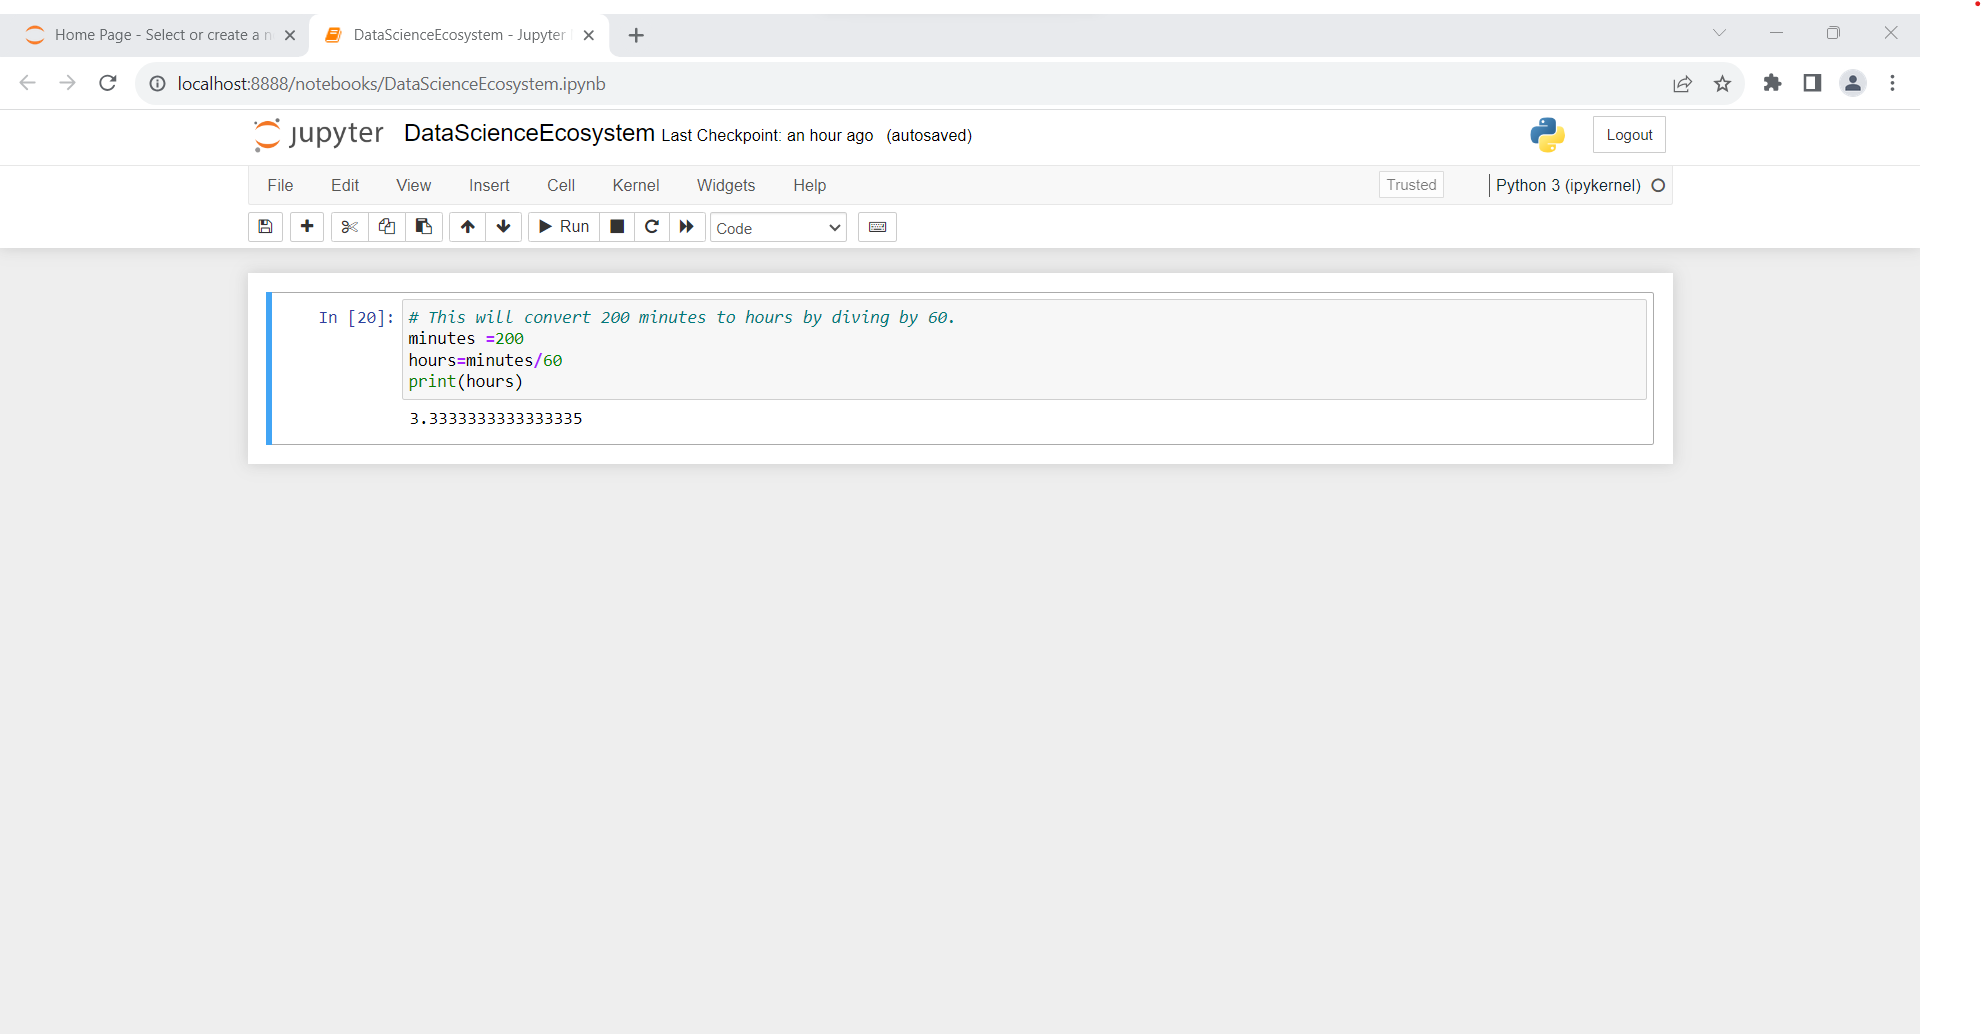 Home Page - Select or create a n
DataScienceEcosystem - Jupyter
localhost:8888/notebooks/DataScienceEcosystem.ipynb
jupyter DataScienceEcosystem Last Checkpoint: an hour ago (autosaved)
Logout
File Edit View Insert Cell Kernel Widgets Help
Trusted
Python 3 (ipykernel)
Run
Code
In [20]:
# This will convert 200 minutes to hours by diving by 60.
minutes =200
hours=minutes/60
print(hours)
3.3333333333333335